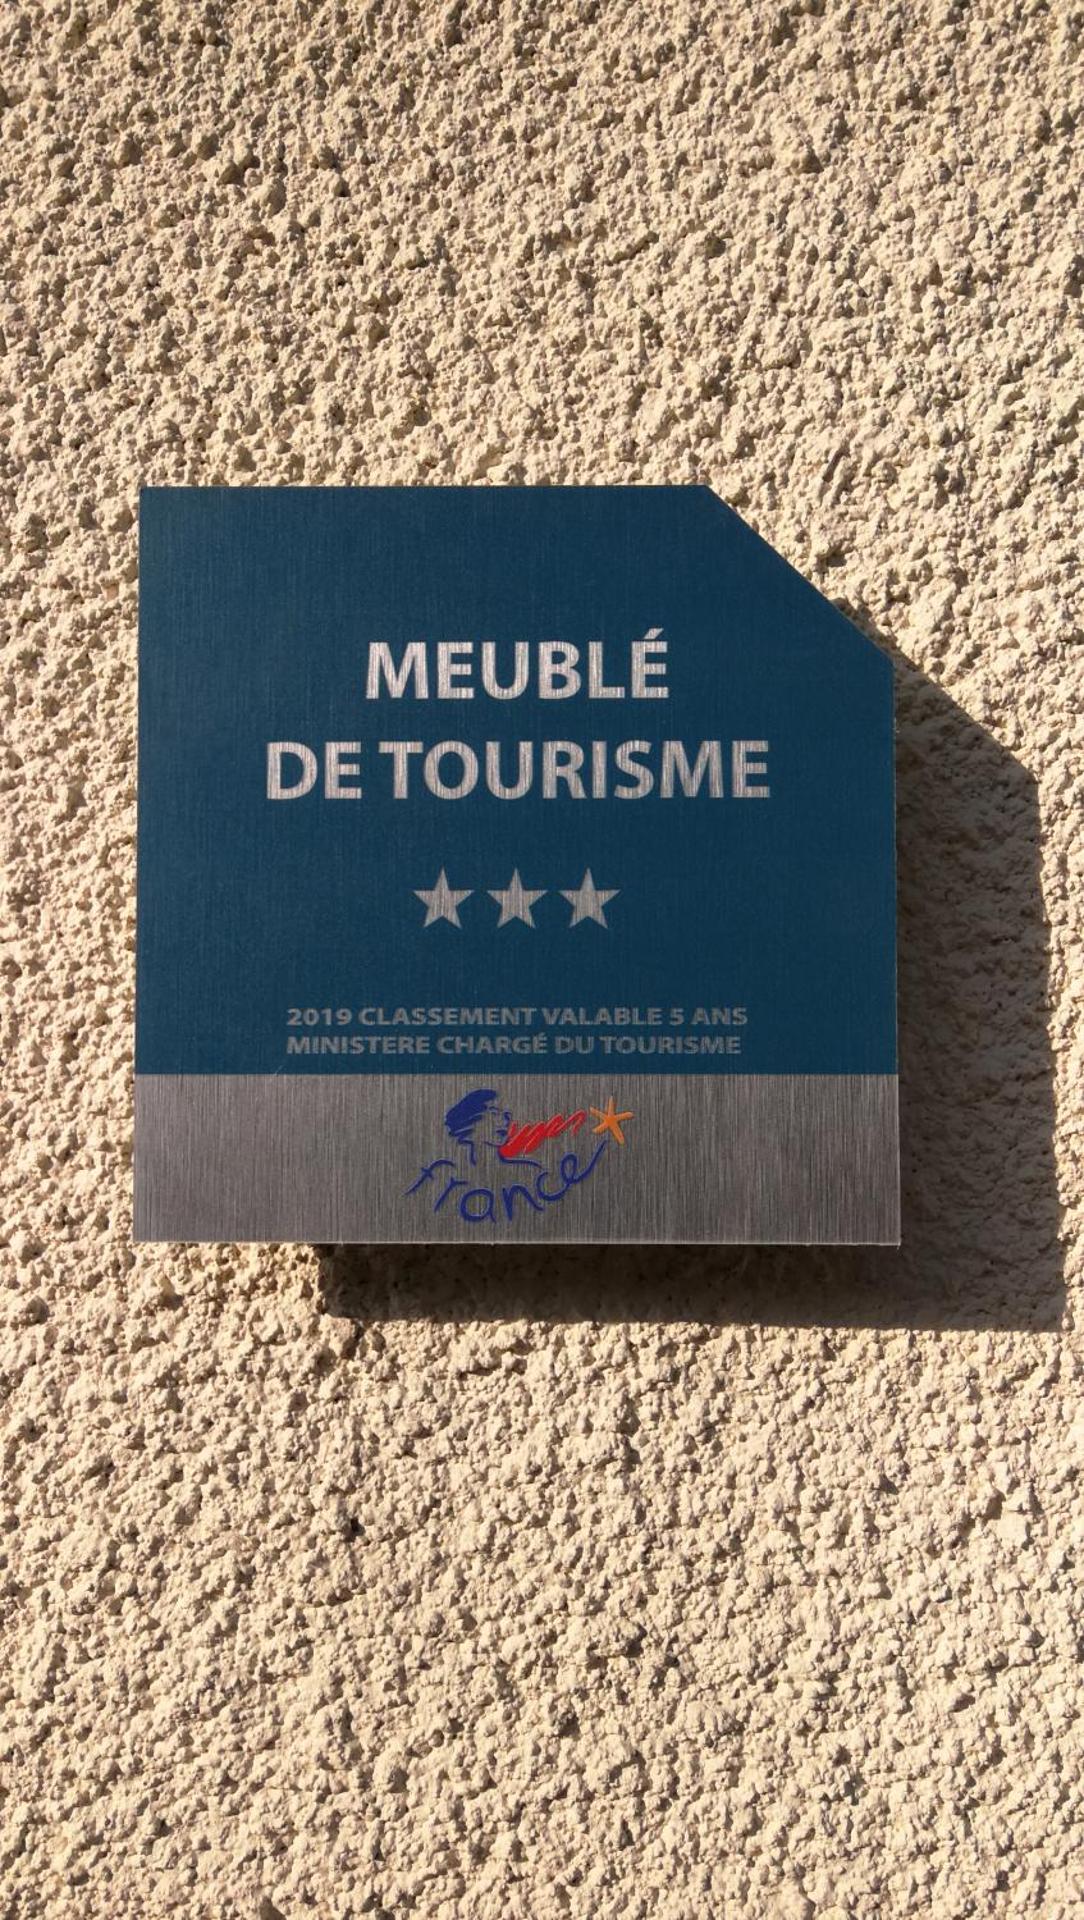 MEUBLÉ
DE TOURISME
★★★
2019 CLASSEMENT VALABLE 5 ANS
MINISTERE CHARGÉ DU TOURISME
france